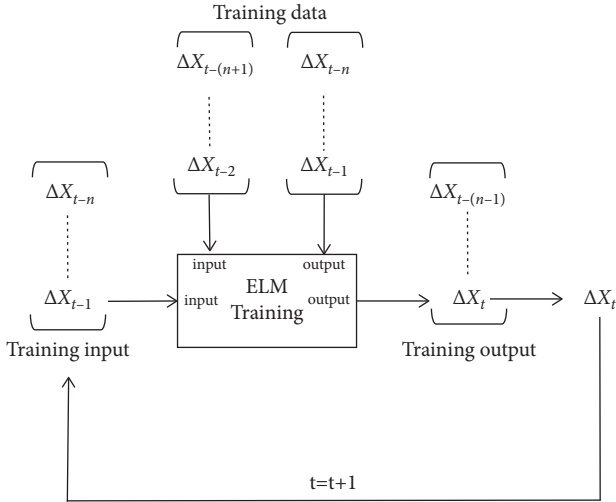 Training data
ΔX_{t–(n+1)} ΔX_{t–n}
ΔX_{t–2} ΔX_{t–1}
ΔX_{t–n}
ΔX_{t–(n–1)}
input output
ELM
Training
input output
ΔX_{t–1}
ΔX_t
ΔX_t
Training input
Training output
t=t+1